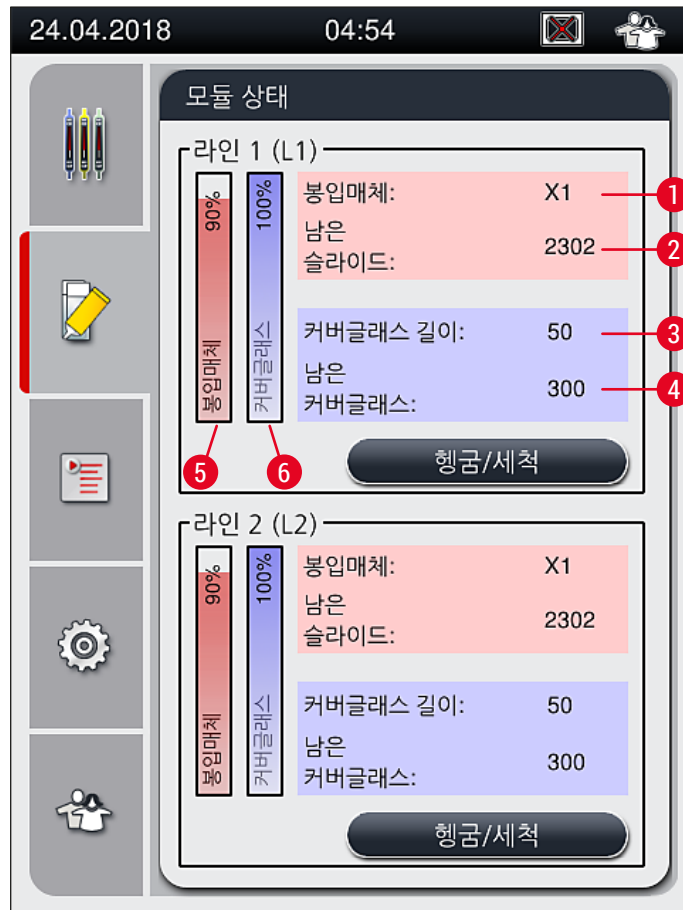 24.04.2018 04:54
모듈 상태
라인 1 (L1)
90%
봉입매체
100%
커버글래스
봉입매체: X1 1
남은
슬라이드: 2302 2
커버글래스 길이: 50 3
남은
커버글래스: 300 4
5 6
헹굼/세척
라인 2 (L2)
90%
봉입매체
100%
커버글래스
봉입매체: X1
남은
슬라이드: 2302
커버글래스 길이: 50
남은
커버글래스: 300
헹굼/세척